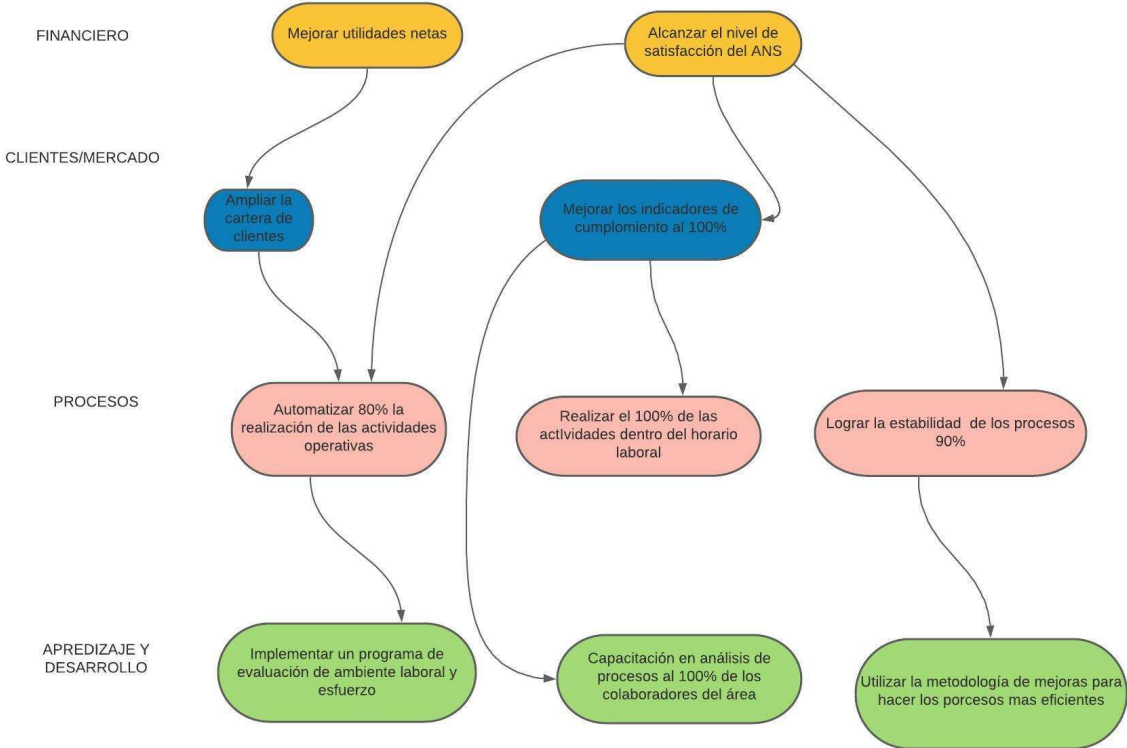 FINANCIERO
Mejorar utilidades netas
Alcanzar el nivel de
satisfacción del ANS
CLIENTES/MERCADO
Ampliar la
cartera de
clientes
Mejorar los indicadores de
cumplomiento al 100%
PROCESOS
Automatizar 80% la
realización de las actividades
operativas
Realizar el 100% de las
actIvidades dentro del horario
laboral
Lograr la estabilidad  de los procesos
90%
APREDIZAJE Y
DESARROLLO
Implementar un programa de
evaluación de ambiente laboral y
esfuerzo
Capacitación en análisis de
procesos al 100% de los
colaboradores del área
Utilizar la metodología de mejoras para
hacer los porcesos mas eficientes